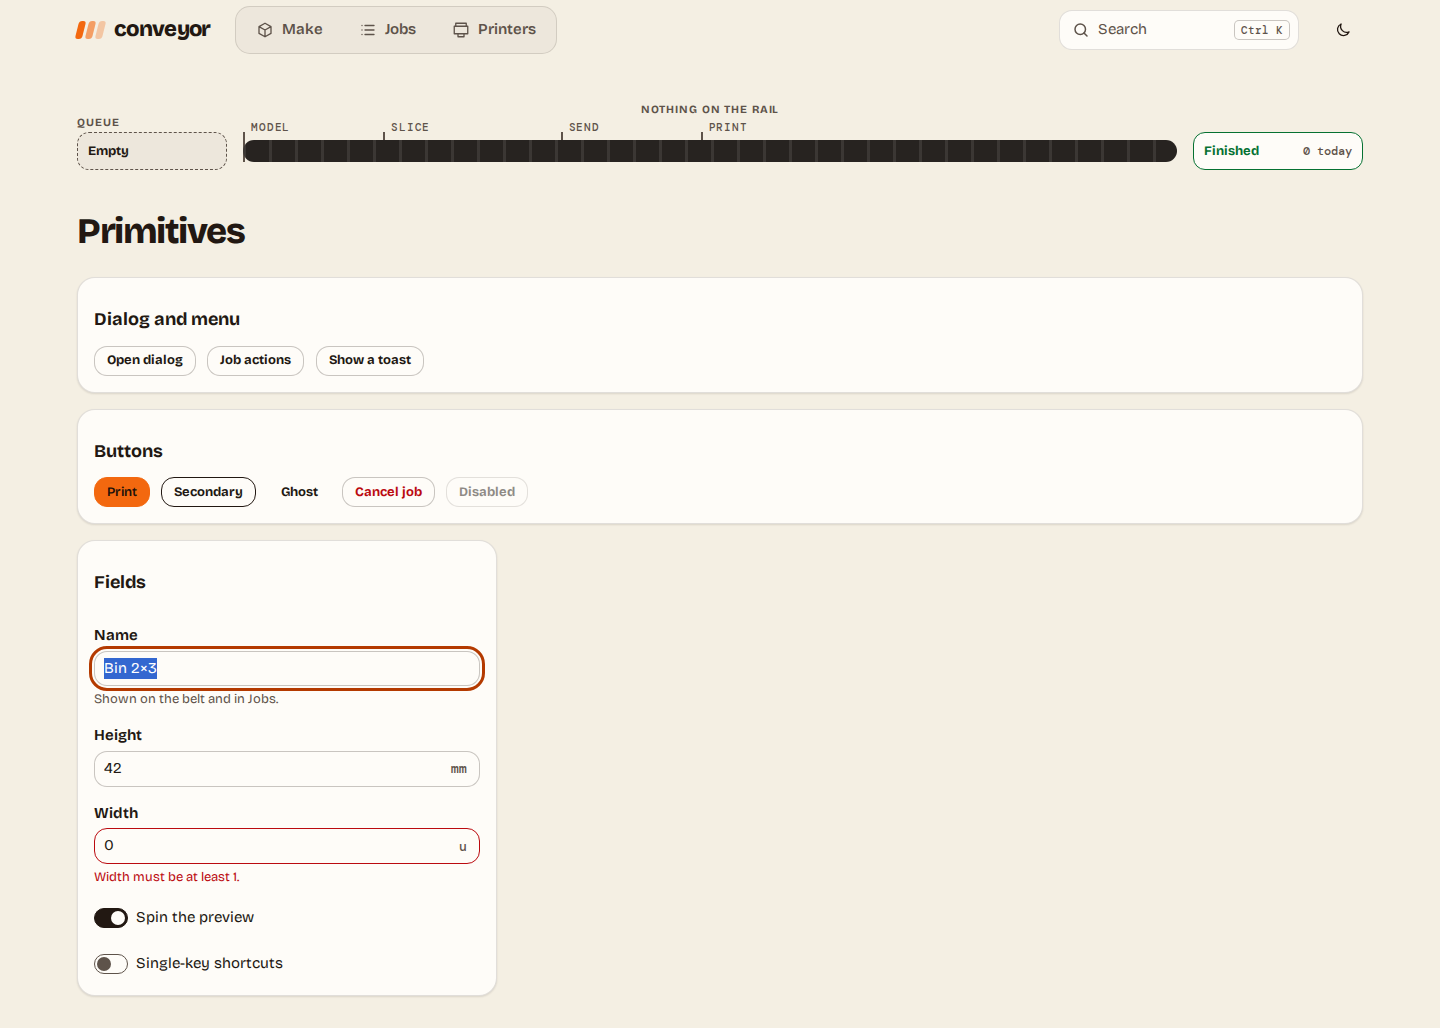 conveyor
Make
Jobs
Printers
Search
Ctrl K
NOTHING ON THE RAIL
QUEUE
MODEL
SLICE
SEND
PRINT
Empty
Finished
0 today
Primitives
Dialog and menu
Open dialog
Job actions
Show a toast
Buttons
Print
Secondary
Ghost
Cancel job
Disabled
Fields
Name
Bin 2×3
Shown on the belt and in Jobs.
Height
42
mm
Width
0
u
Width must be at least 1.
Spin the preview
Single-key shortcuts